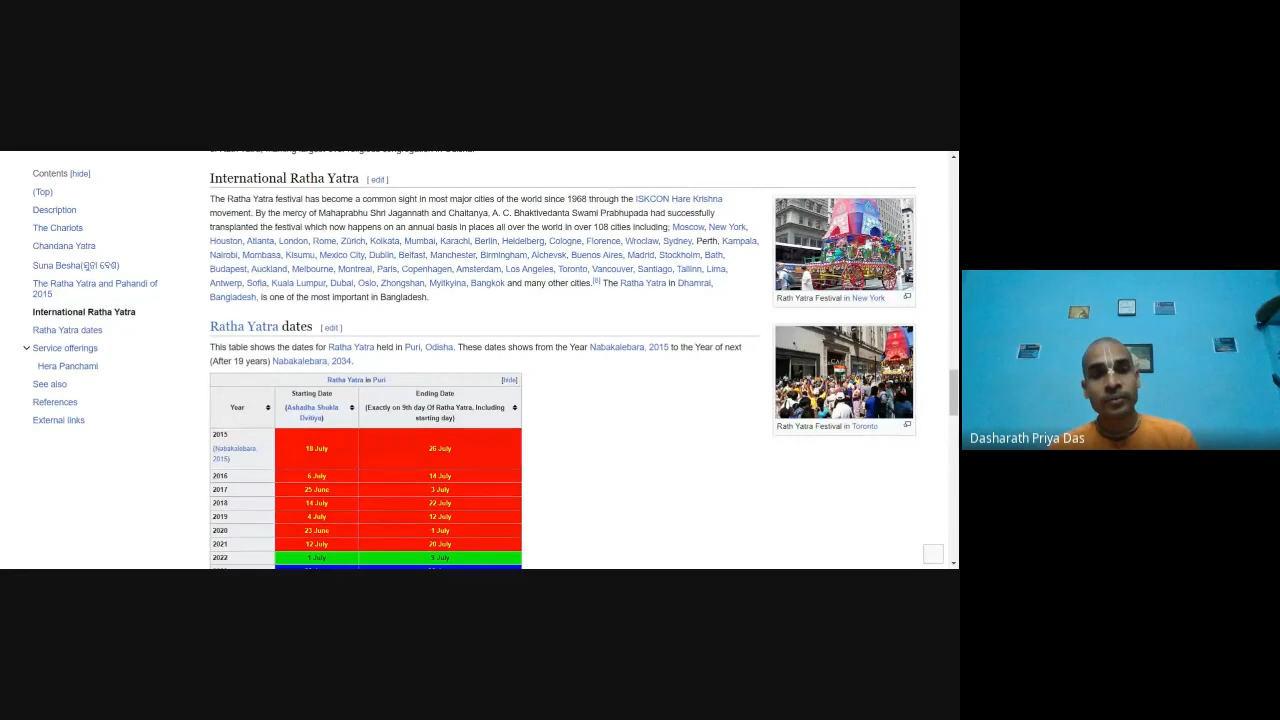 Contents [hide]
(Top)
Description
The Chariots
Chandana Yatra
Suna Besha(ସୁନା ବେଶ)
The Ratha Yatra and Pahandi of
2015
International Ratha Yatra
Ratha Yatra dates
Service offerings
Hera Panchami
See also
References
External links
International Ratha Yatra [ edit ]
The Ratha Yatra festival has become a common sight in most major cities of the world since 1968 through the ISKCON Hare Krishna
movement. By the mercy of Mahaprabhu Shri Jagannath and Chaitanya, A. C. Bhaktivedanta Swami Prabhupada had successfully
transplanted the festival which now happens on an annual basis in places all over the world in over 108 cities including; Moscow, New York,
Houston, Atlanta, London, Rome, Zürich, Kolkata, Mumbai, Karachi, Berlin, Heidelberg, Cologne, Florence, Wroclaw, Sydney, Perth, Kampala,
Nairobi, Mombasa, Kisumu, Mexico City, Dublin, Belfast, Manchester, Birmingham, Alchevsk, Buenos Aires, Madrid, Stockholm, Bath,
Budapest, Auckland, Melbourne, Montreal, Paris, Copenhagen, Amsterdam, Los Angeles, Toronto, Vancouver, Santiago, Tallinn, Lima,
Antwerp, Sofia, Kuala Lumpur, Dubai, Oslo, Zhongshan, Myitkyina, Bangkok and many other cities.[6] The Ratha Yatra in Dhamrai,
Bangladesh, is one of the most important in Bangladesh.
Rath Yatra Festival in New York
Rath Yatra Festival in Toronto
Ratha Yatra dates [ edit ]
This table shows the dates for Ratha Yatra held in Puri, Odisha. These dates shows from the Year Nabakalebara, 2015 to the Year of next
(After 19 years) Nabakalebara, 2034.
Ratha Yatra in Puri [hide]
Year
Starting Date
(Ashadha Shukla
Dvitiya)
Ending Date
(Exactly on 9th day Of Ratha Yatra, Including
starting day)
2015
(Nabakalebara,
2015)
18 July 26 July
2016 6 July 14 July
2017 25 June 3 July
2018 14 July 22 July
2019 4 July 12 July
2020 23 June 1 July
2021 12 July 20 July
2022 1 July 9 July
Dasharath Priya Das